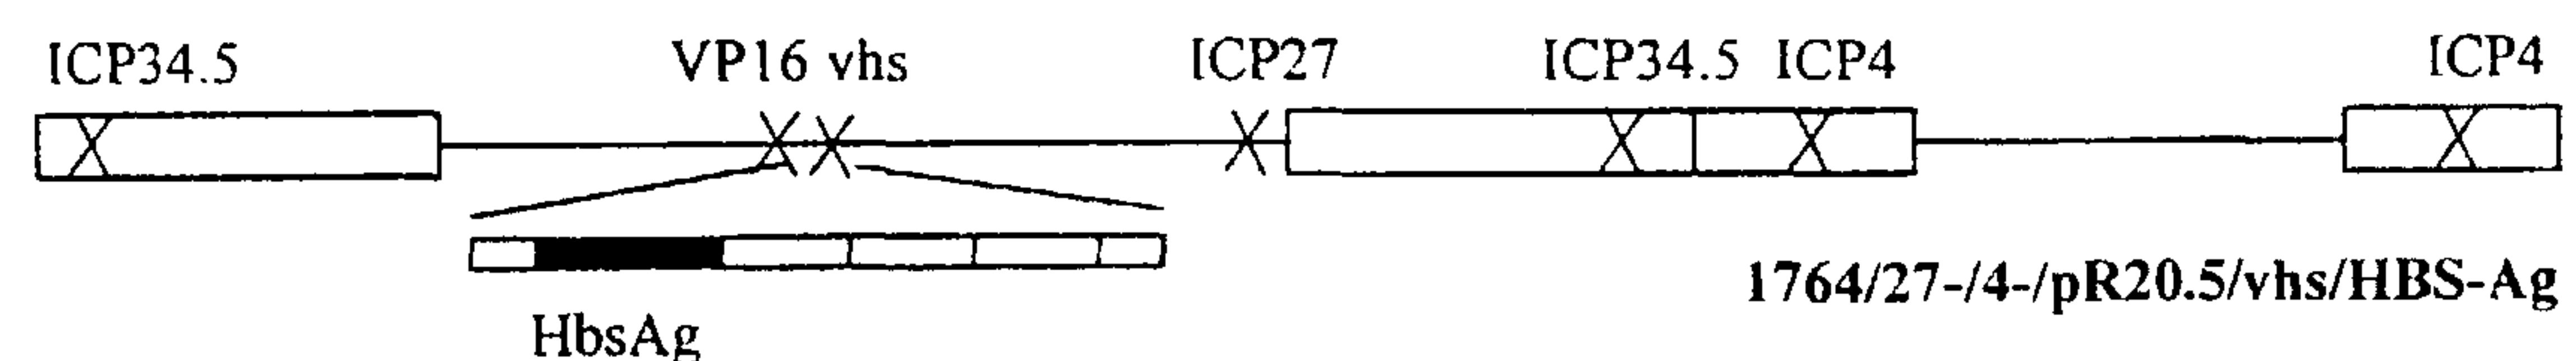 ICP34.5 VP16 vhs ICP27 ICP34.5 ICP4 ICP4
1764/27-/4-/pR20.5/vhs/HBS-Ag
HbsAg